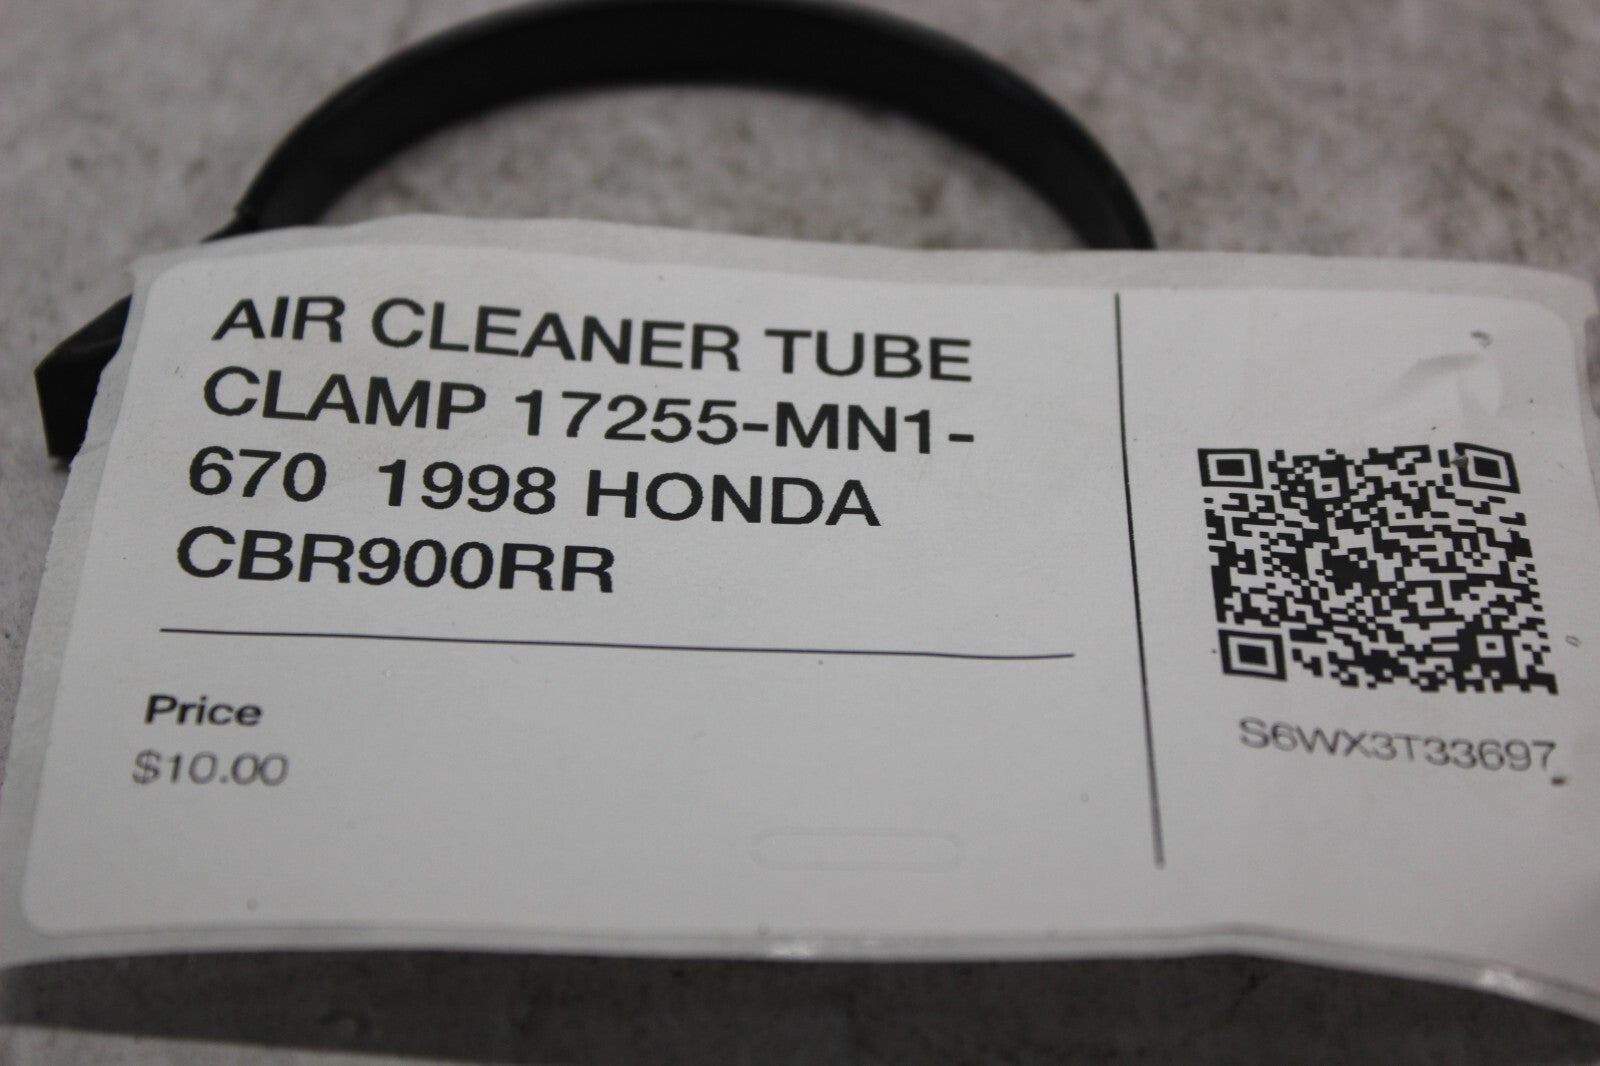 AIR CLEANER TUBE
CLAMP 17255-MN1-
670 1998 HONDA
CBR900RR
Price
$10.00
S6WX3T33697